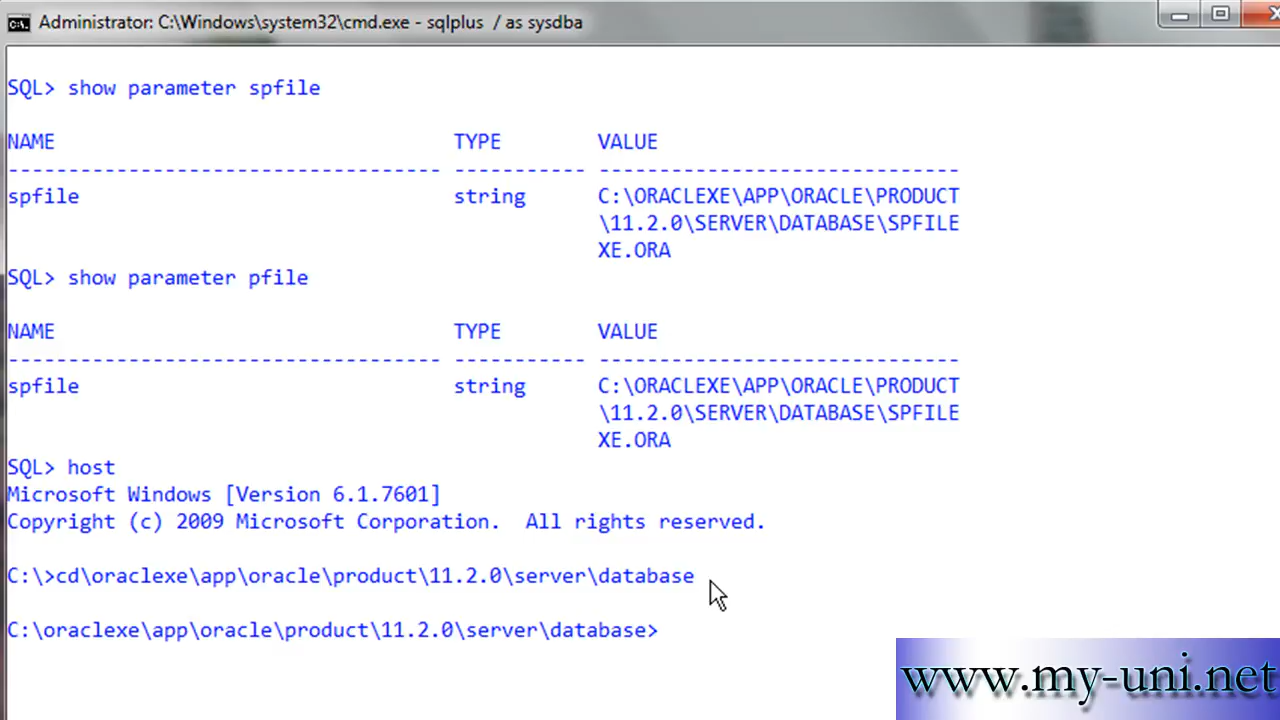 Administrator: C:\Windows\system32\cmd.exe - sqlplus / as sysdba
SQL> show parameter spfile
NAME TYPE VALUE
------------------------------------ ----------- ------------------------------
spfile string C:\ORACLEXE\APP\ORACLE\PRODUCT
\11.2.0\SERVER\DATABASE\SPFILE
XE.ORA
SQL> show parameter pfile
NAME TYPE VALUE
------------------------------------ ----------- ------------------------------
spfile string C:\ORACLEXE\APP\ORACLE\PRODUCT
\11.2.0\SERVER\DATABASE\SPFILE
XE.ORA
SQL> host
Microsoft Windows [Version 6.1.7601]
Copyright (c) 2009 Microsoft Corporation.  All rights reserved.
C:\>cd\oraclexe\app\oracle\product\11.2.0\server\database
C:\oraclexe\app\oracle\product\11.2.0\server\database>
www.my-uni.net